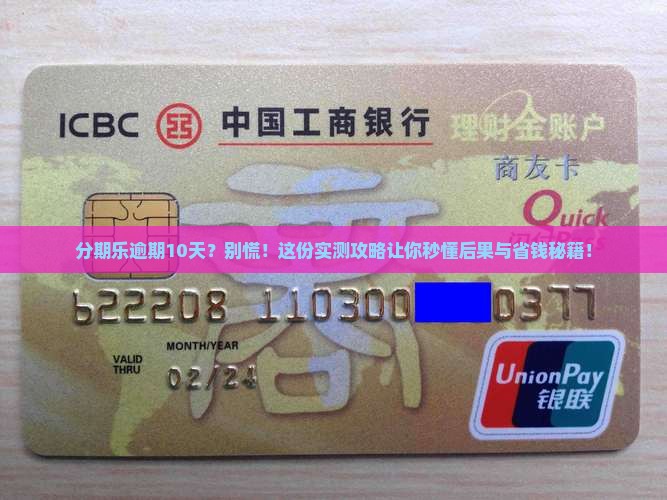 ICBC 中国工商银行 理财金账户
商友卡
Quick
分期乐逾期10天？别慌！这份实测攻略让你秒懂后果与省钱秘籍！
商
622208 110300 0377
MONTH/YEAR
VALID
THRU
02/24
UnionPay
银联